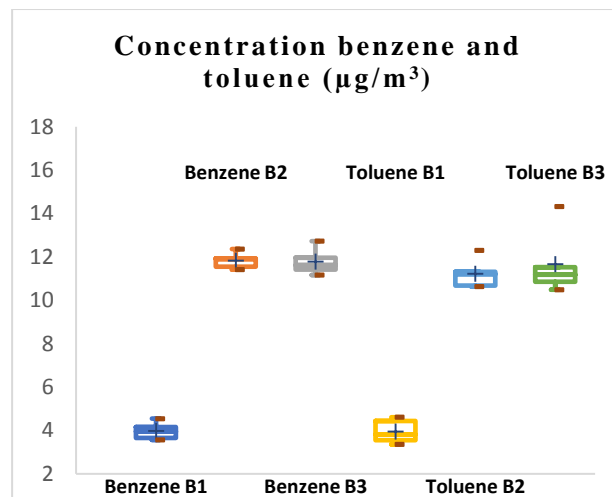 Concentration benzene and
toluene (µg/m³)
18
16
14
12
10
8
6
4
2
Benzene B2
Toluene B1
Toluene B3
Benzene B1
Benzene B3
Toluene B2